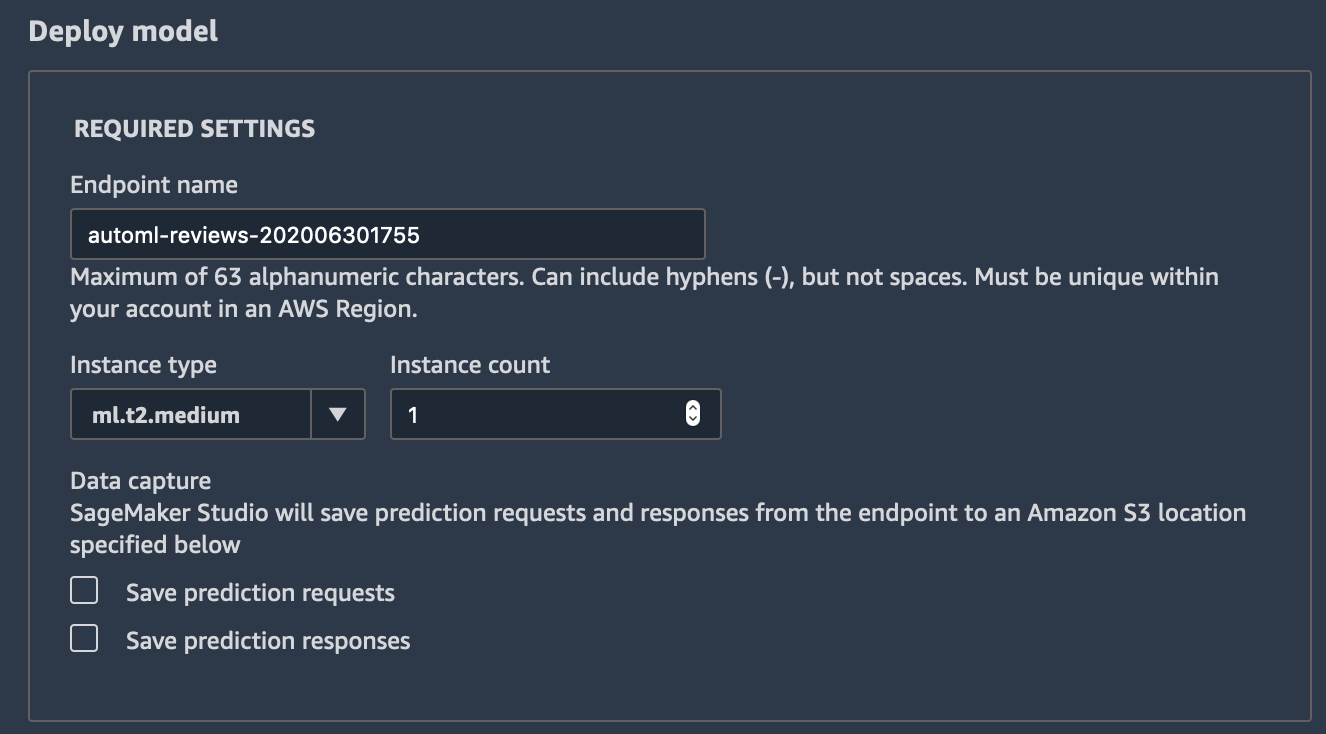 Deploy model
REQUIRED SETTINGS
Endpoint name
automl-reviews-202006301755
Maximum of 63 alphanumeric characters. Can include hyphens (-), but not spaces. Must be unique within
your account in an AWS Region.
Instance type
Instance count
ml.t2.medium
1
Data capture
SageMaker Studio will save prediction requests and responses from the endpoint to an Amazon S3 location
specified below
Save prediction requests
Save prediction responses